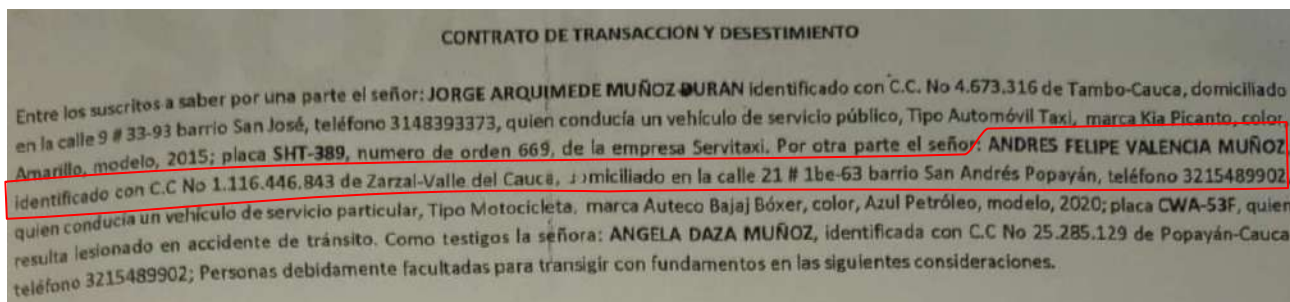 CONTRATO DE TRANSACCION Y DESESTIMIENTO
Entre los suscritos a saber por una parte el señor: JORGE ARQUIMEDE MUÑOZ DURAN identificado con C.C. No 4.673.316 de Tambo-Cauca, domiciliado
en la calle 9 # 33-93 barrio San José, teléfono 3148393373, quien conducía un vehículo de servicio público, Tipo Automóvil Taxi, marca Kia Picanto, color,
Amarillo, modelo, 2015; placa SHT-389, numero de orden 669, de la empresa Servitaxi. Por otra parte el señor: ANDRES FELIPE VALENCIA MUÑOZ,
identificado con C.C No 1.116.446.843 de Zarzal-Valle del Cauca, domiciliado en la calle 21 # 1be-63 barrio San Andrés Popayán, teléfono 3215489902,
quien conducía un vehículo de servicio particular, Tipo Motocicleta, marca Auteco Bajaj Bóxer, color, Azul Petróleo, modelo, 2020; placa CWA-53F, quien
resulta lesionado en accidente de tránsito. Como testigos la señora: ANGELA DAZA MUÑOZ, identificada con C.C No 25.285.129 de Popayán-Cauca
teléfono 3215489902; Personas debidamente facultadas para transigir con fundamentos en las siguientes consideraciones.